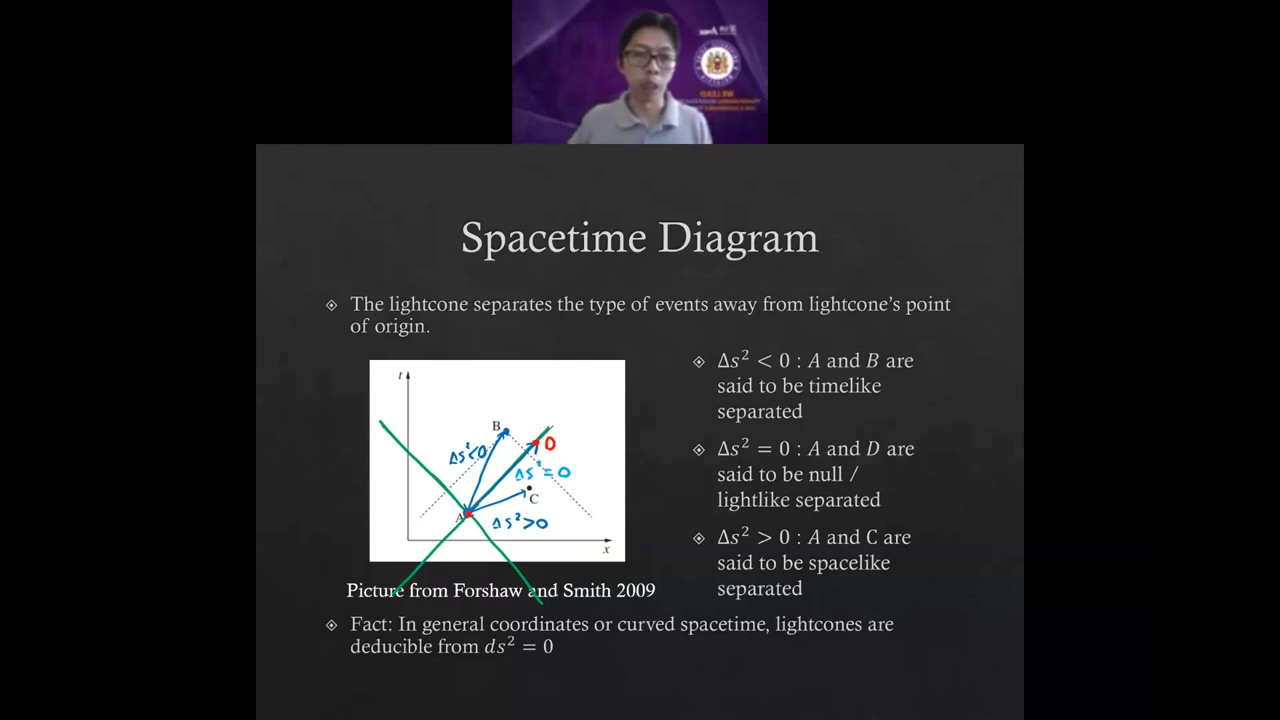 Spacetime Diagram
The lightcone separates the type of events away from lightcone’s point
of origin.
t
B
D
Δs²<0
Δs²=0
C
A
Δs²>0
x
Picture from Forshaw and Smith 2009
Δs² < 0 : A and B are
said to be timelike
separated
Δs² = 0 : A and D are
said to be null /
lightlike separated
Δs² > 0 : A and C are
said to be spacelike
separated
Fact: In general coordinates or curved spacetime, lightcones are
deducible from ds² = 0